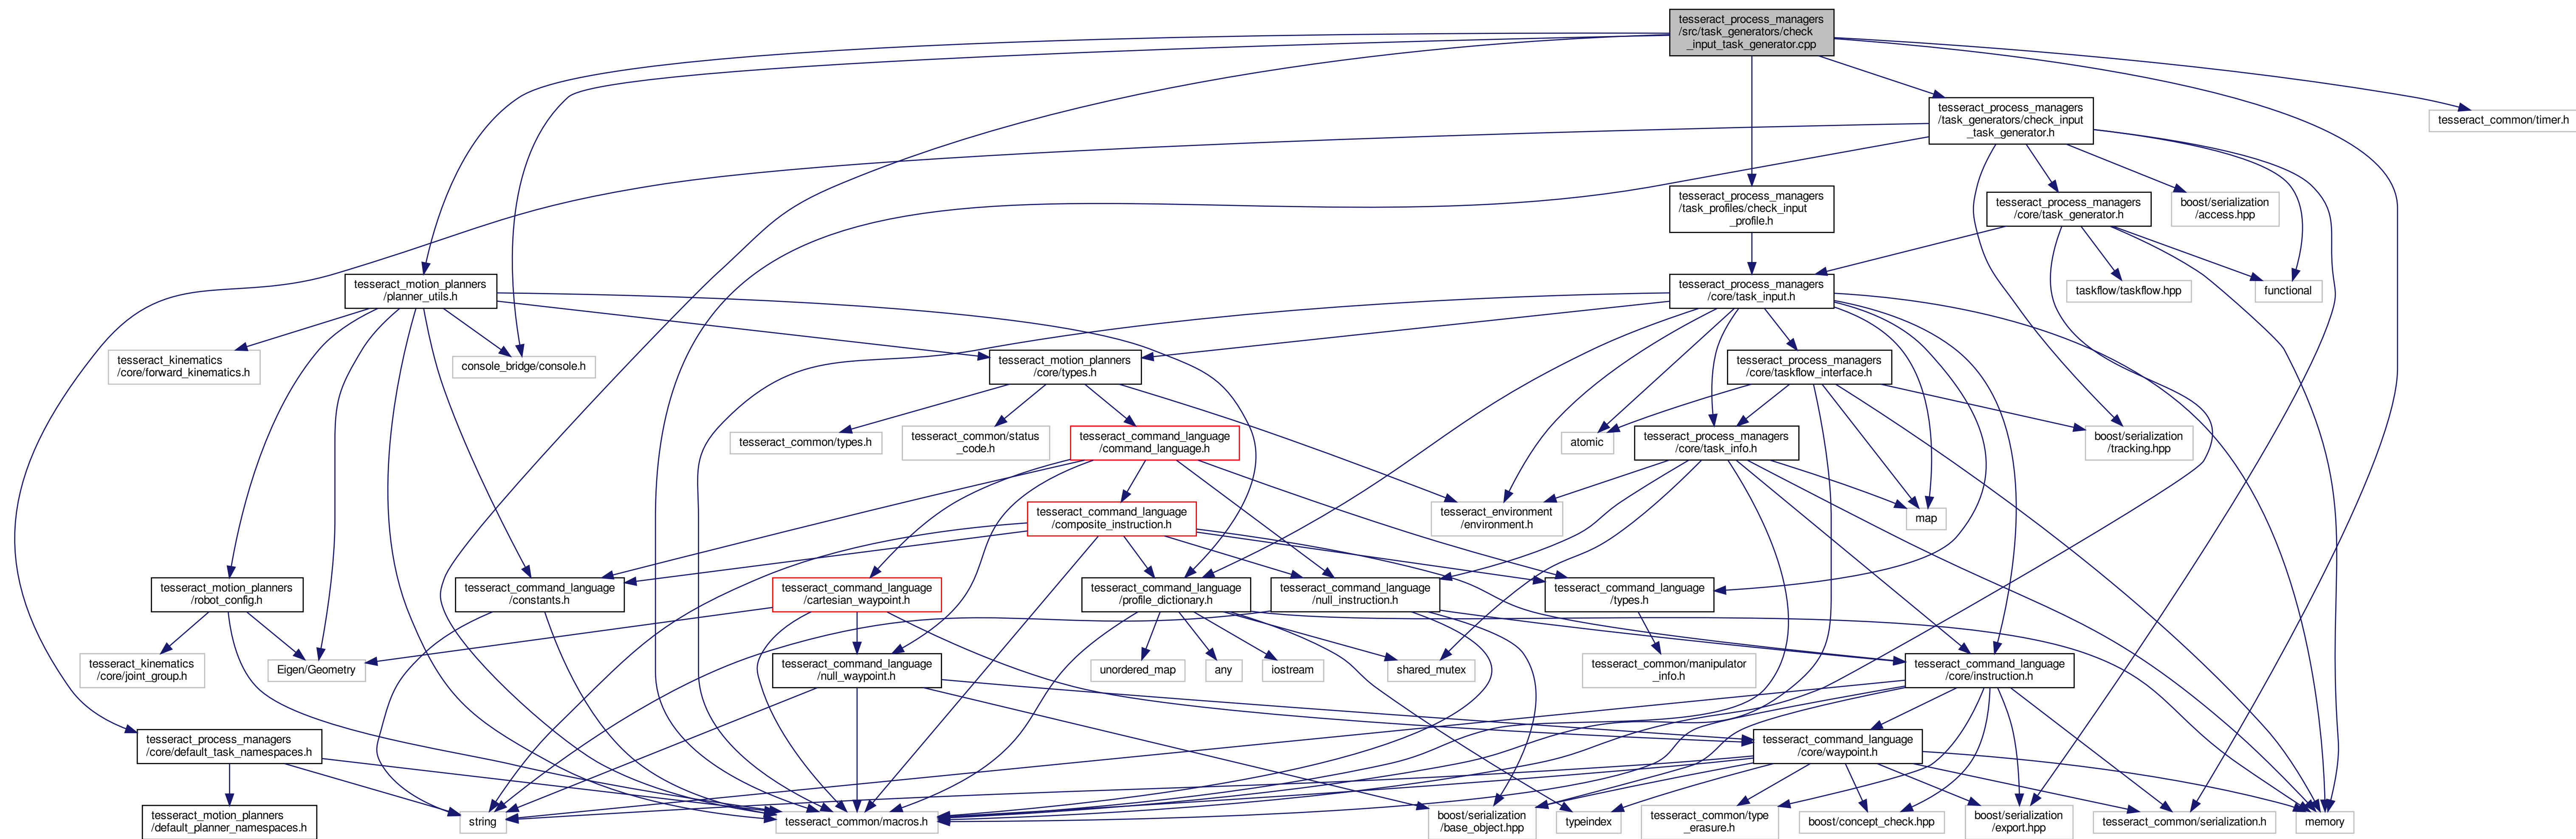 tesseract_process_managers
/src/task_generators/check
_input_task_generator.cpp
tesseract_process_managers
/task_generators/check_input
_task_generator.h
tesseract_common/timer.h
tesseract_process_managers
/task_profiles/check_input
_profile.h
tesseract_process_managers
/core/task_generator.h
boost/serialization
/access.hpp
tesseract_motion_planners
/planner_utils.h
tesseract_process_managers
/core/task_input.h
taskflow/taskflow.hpp
functional
tesseract_kinematics
/core/forward_kinematics.h
console_bridge/console.h
tesseract_motion_planners
/core/types.h
tesseract_process_managers
/core/taskflow_interface.h
tesseract_common/types.h
tesseract_common/status
_code.h
tesseract_command_language
/command_language.h
atomic
tesseract_process_managers
/core/task_info.h
boost/serialization
/tracking.hpp
tesseract_command_language
/composite_instruction.h
tesseract_environment
/environment.h
map
tesseract_motion_planners
/robot_config.h
tesseract_command_language
/constants.h
tesseract_command_language
/cartesian_waypoint.h
tesseract_command_language
/profile_dictionary.h
tesseract_command_language
/null_instruction.h
tesseract_command_language
/types.h
tesseract_kinematics
/core/joint_group.h
Eigen/Geometry
tesseract_command_language
/null_waypoint.h
unordered_map
any
iostream
shared_mutex
tesseract_common/manipulator
_info.h
tesseract_command_language
/core/instruction.h
tesseract_process_managers
/core/default_task_namespaces.h
tesseract_command_language
/core/waypoint.h
tesseract_motion_planners
/default_planner_namespaces.h
string
tesseract_common/macros.h
boost/serialization
/base_object.hpp
typeindex
tesseract_common/type
_erasure.h
boost/concept_check.hpp
boost/serialization
/export.hpp
tesseract_common/serialization.h
memory